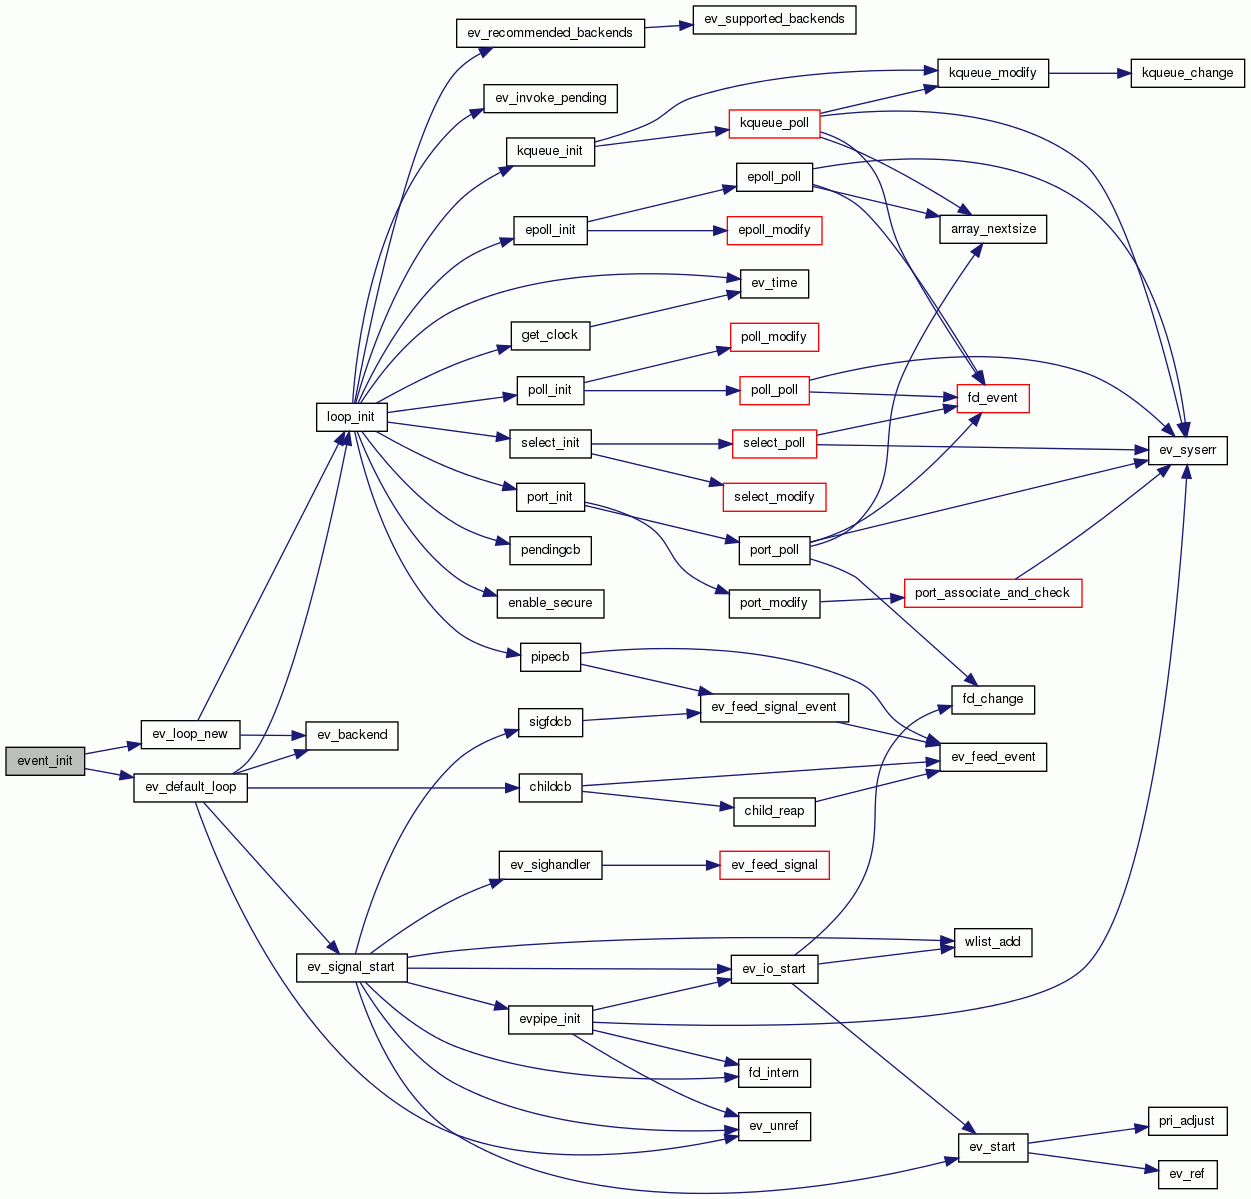 ev_supported_backends
ev_recommended_backends
kqueue_modify
kqueue_change
ev_invoke_pending
kqueue_poll
kqueue_init
epoll_poll
array_nextsize
epoll_init
epoll_modify
ev_time
get_clock
poll_modify
poll_init
poll_poll
fd_event
loop_init
select_init
select_poll
ev_syserr
port_init
select_modify
pendingcb
port_poll
enable_secure
port_modify
port_associate_and_check
pipecb
fd_change
ev_feed_signal_event
sigfdcb
ev_loop_new
ev_backend
event_init
ev_feed_event
ev_default_loop
childcb
child_reap
ev_sighandler
ev_feed_signal
wlist_add
ev_signal_start
ev_io_start
evpipe_init
fd_intern
ev_unref
pri_adjust
ev_start
ev_ref